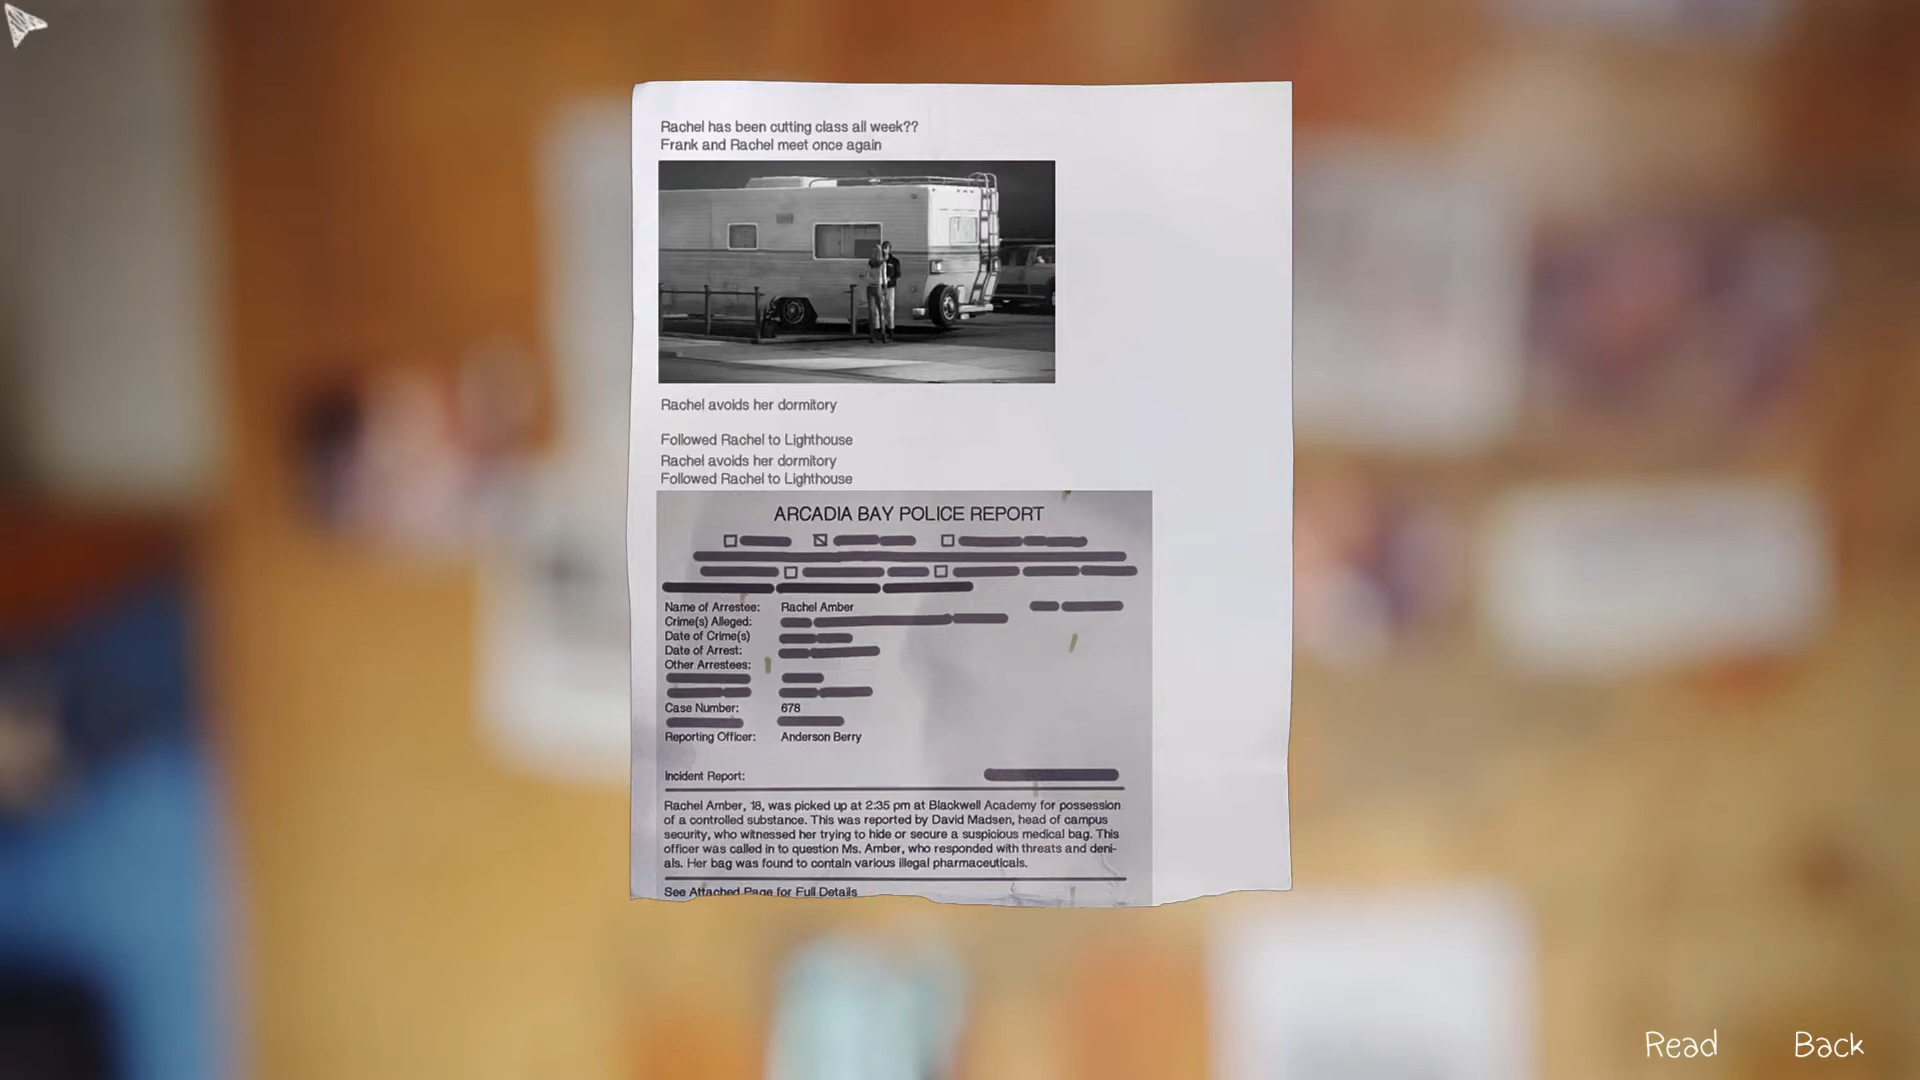 Rachel has been cutting class all week??
Frank and Rachel meet once again
Rachel avoids her dormitory
Followed Rachel to Lighthouse
Rachel avoids her dormitory
Followed Rachel to Lighthouse
ARCADIA BAY POLICE REPORT
Name of Arrestee: Rachel Amber
Crime(s) Alleged:
Date of Crime(s)
Date of Arrest:
Other Arrestees:
Case Number: 678
Reporting Officer: Anderson Berry
Incident Report:
Rachel Amber, 18, was picked up at 2:35 pm at Blackwell Academy for possession
of a controlled substance. This was reported by David Madsen, head of campus
security, who witnessed her trying to hide or secure a suspicious medical bag. This
officer was called in to question Ms. Amber, who responded with threats and deni-
als. Her bag was found to contain various illegal pharmaceuticals.
See Attached Page for Full Details
Read Back